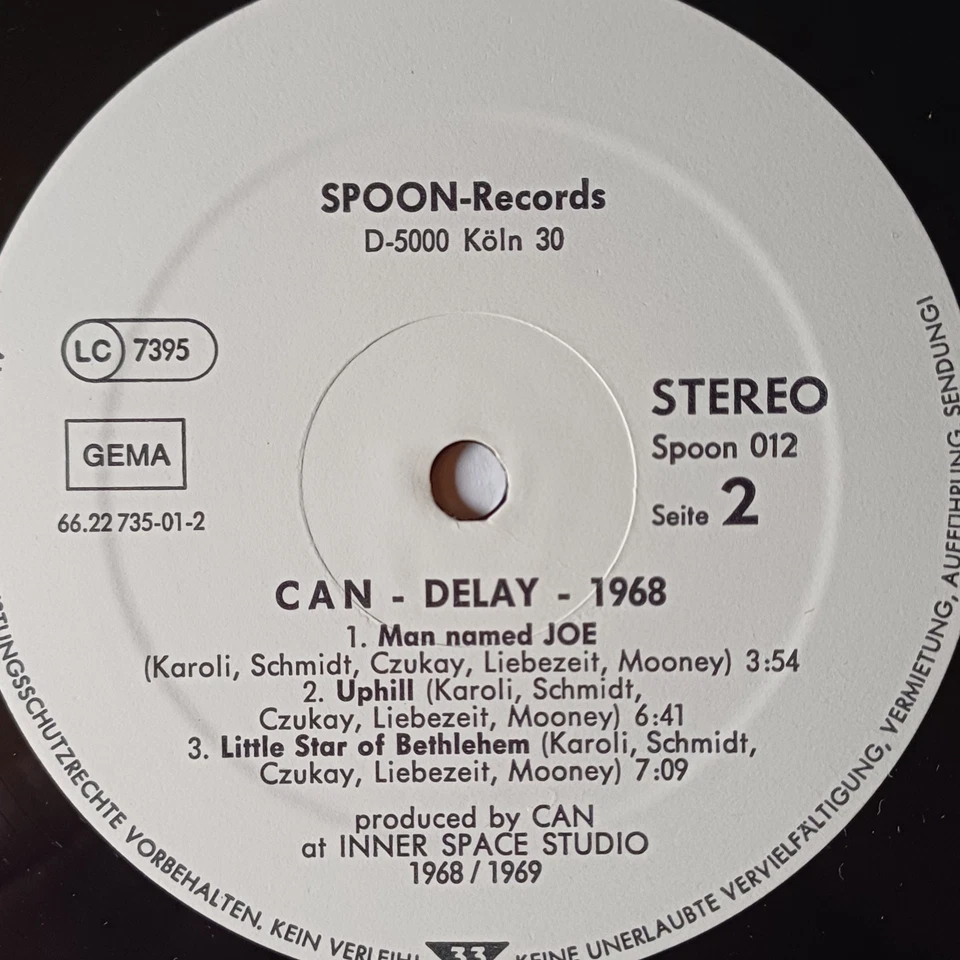 SPOON-Records
D-5000 Köln 30
LC 7395
GEMA
66.22 735-01-2
STEREO
Spoon 012
Seite 2
CAN - DELAY - 1968
1. Man named JOE
(Karoli, Schmidt, Czukay, Liebezeit, Mooney) 3:54
2. Uphill (Karoli, Schmidt,
Czukay, Liebezeit, Mooney) 6:41
3. Little Star of Bethlehem (Karoli, Schmidt,
Czukay, Liebezeit, Mooney) 7:09
produced by CAN
at INNER SPACE STUDIO
1968 / 1969
33
VORBEHALTEN. KEIN KEINE UNERLAUBTE VERVIELFÄLTIGUNG, VERMIETUNG, AUFFÜHRUNG, SENDUNG!